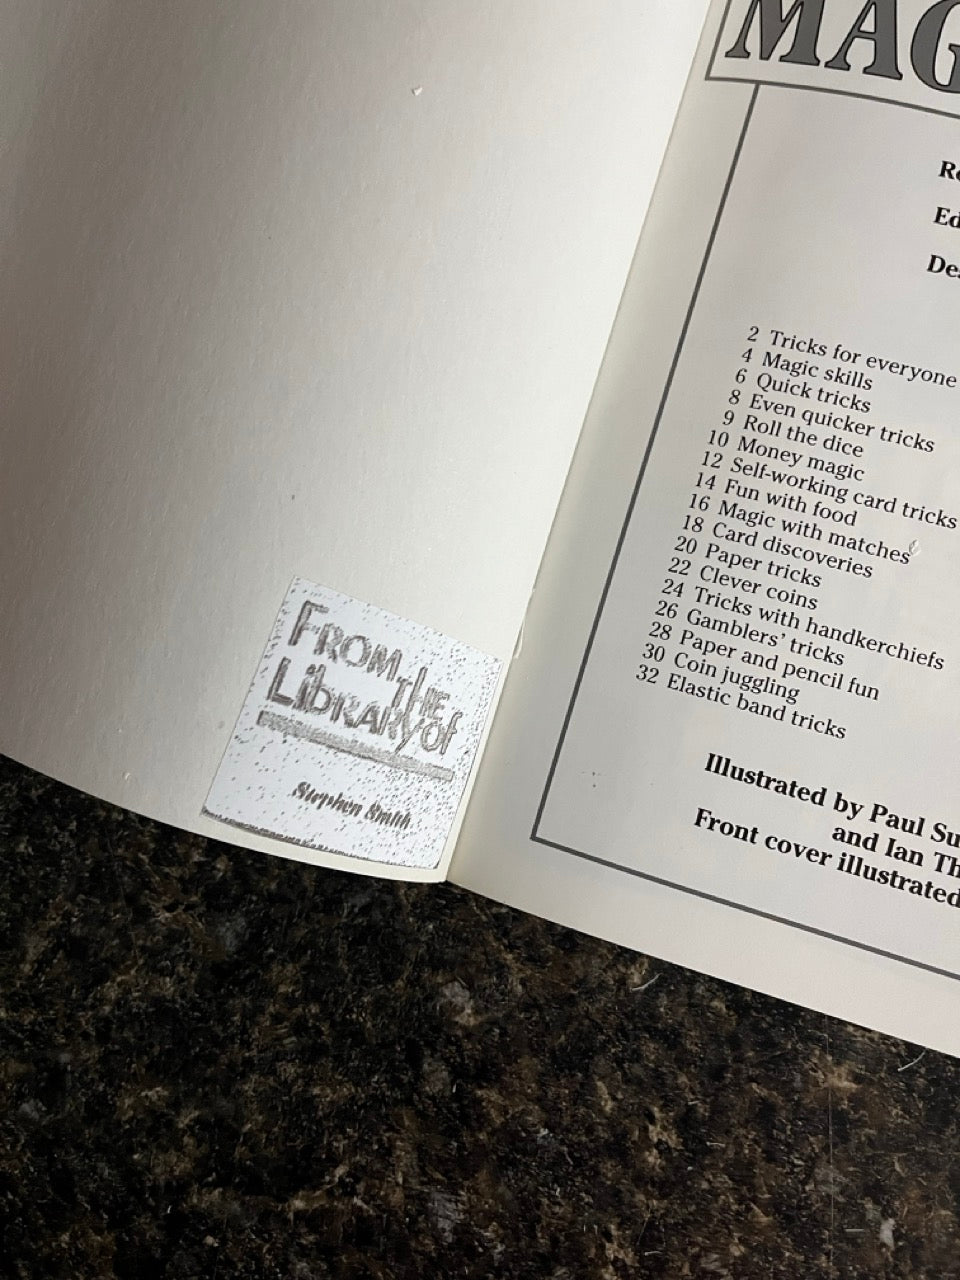 FROM THE
LibRARy of
Stephen Smith
MAG
Re
Ed
Des
2 Tricks for everyone
4 Magic skills
6 Quick tricks
8 Even quicker tricks
9 Roll the dice
10 Money magic
12 Self-working card tricks
14 Fun with food
16 Magic with matches
18 Card discoveries
20 Paper tricks
22 Clever coins
24 Tricks with handkerchiefs
26 Gamblers' tricks
28 Paper and pencil fun
30 Coin juggling
32 Elastic band tricks
Illustrated by Paul Su
and Ian Th
Front cover illustrated